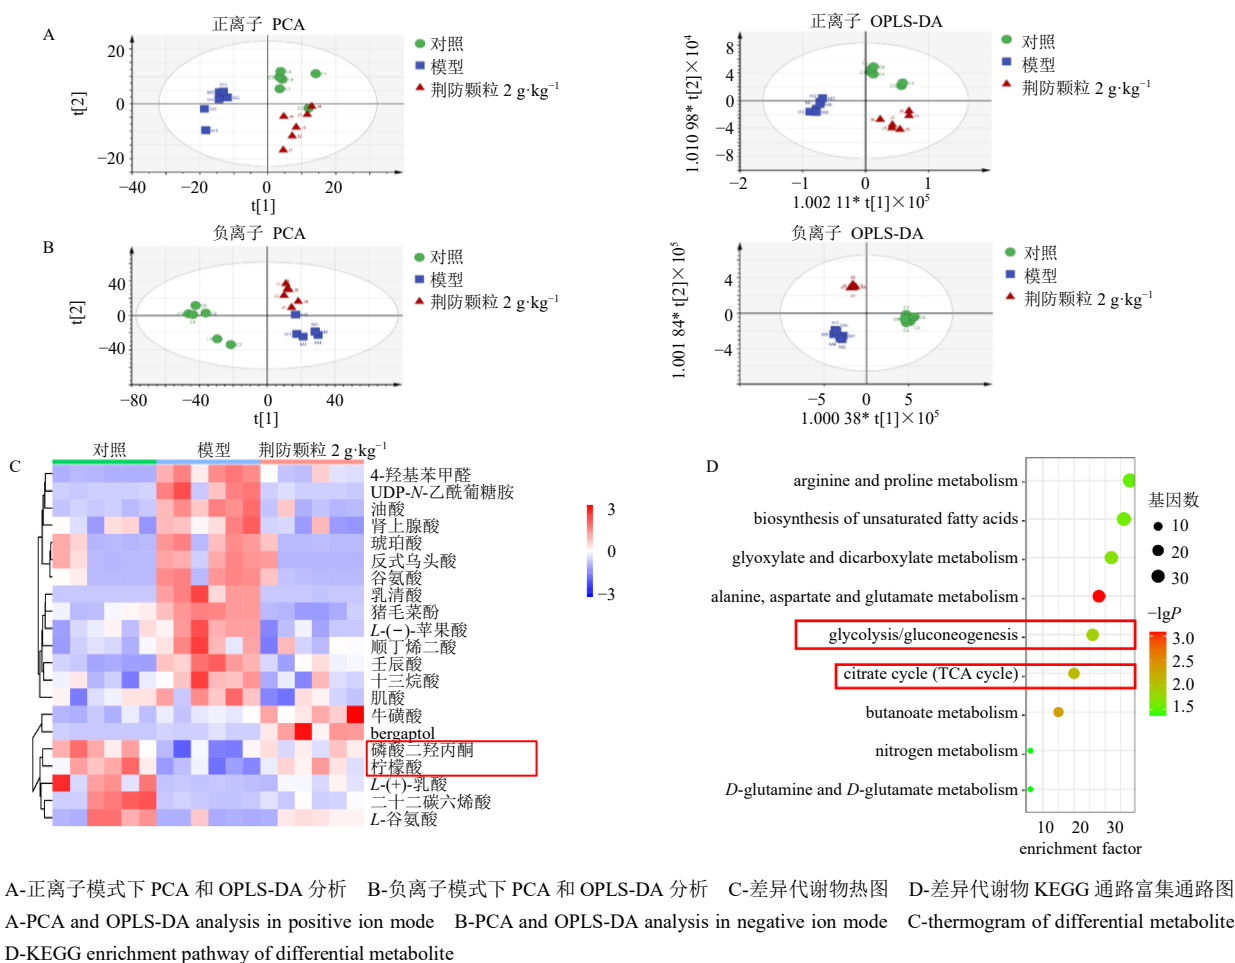 A
正离子 PCA
20
0
−20
t[2]
−40
−20
0
20
t[1]
对照
模型
荆防颗粒 2 g·kg⁻¹
正离子 OPLS-DA
8
4
0
−4
−8
1.010 98* t[2]×10⁴
−2
−1
0
1
1.002 11* t[1]×10⁵
对照
模型
荆防颗粒 2 g·kg⁻¹
B
负离子 PCA
40
0
−40
t[2]
−80
−40
0
40
80
t[1]
对照
模型
荆防颗粒 2 g·kg⁻¹
负离子 OPLS-DA
4
0
−4
1.001 84* t[2]×10⁵
−5
0
5
1.000 38* t[1]×10⁵
对照
模型
荆防颗粒 2 g·kg⁻¹
C
对照 模型 荆防颗粒 2 g·kg⁻¹
4-羟基苯甲醛
UDP-N-乙酰葡糖胺
油酸
肾上腺酸
琥珀酸
反式乌头酸
谷氨酸
乳清酸
猪毛菜酚
L-(−)-苹果酸
顺丁烯二酸
壬辰酸
十三烷酸
肌酸
牛磺酸
bergaptol
磷酸二羟丙酮
柠檬酸
L-(+)-乳酸
二十二碳六烯酸
L-谷氨酸
3
0
−3
D
arginine and proline metabolism
biosynthesis of unsaturated fatty acids
glyoxylate and dicarboxylate metabolism
alanine, aspartate and glutamate metabolism
glycolysis/gluconeogenesis
citrate cycle (TCA cycle)
butanoate metabolism
nitrogen metabolism
D-glutamine and D-glutamate metabolism
10 20 30
enrichment factor
基因数
10
20
30
−lgP
3.0
2.5
2.0
1.5
A-正离子模式下 PCA 和 OPLS-DA 分析 B-负离子模式下 PCA 和 OPLS-DA 分析 C-差异代谢物热图 D-差异代谢物 KEGG 通路富集通路图
A-PCA and OPLS-DA analysis in positive ion mode B-PCA and OPLS-DA analysis in negative ion mode C-thermogram of differential metabolite
D-KEGG enrichment pathway of differential metabolite